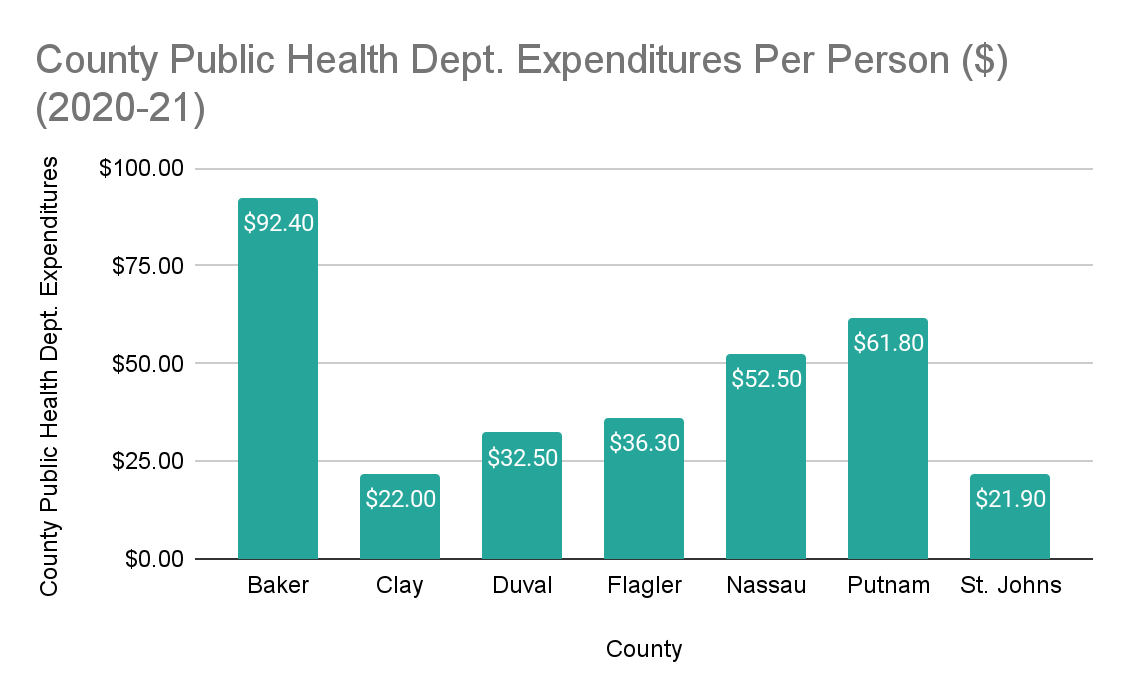 County Public Health Dept. Expenditures Per Person ($)
(2020-21)
County Public Health Dept. Expenditures
$100.00
$75.00
$50.00
$25.00
$0.00
$92.40
$22.00
$32.50
$36.30
$52.50
$61.80
$21.90
Baker
Clay
Duval
Flagler
Nassau
Putnam
St. Johns
County